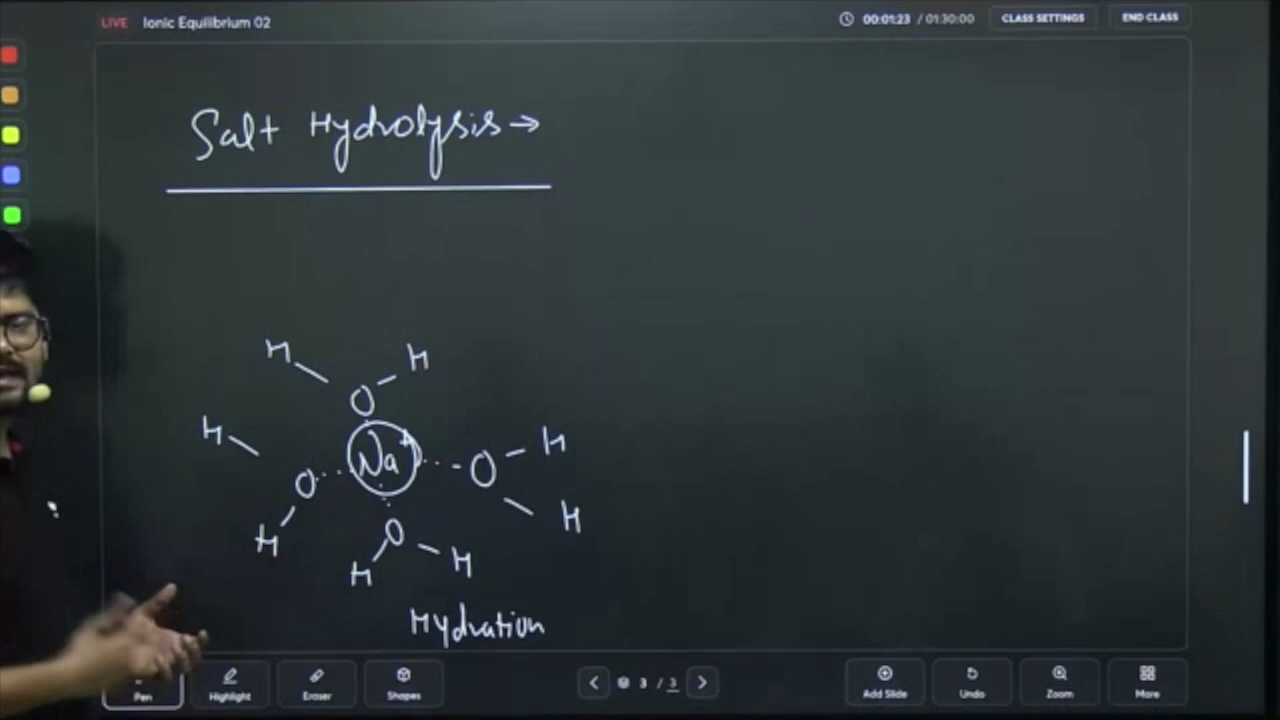 LIVE Ionic Equilibrium 02 00:01:23 / 01:30:00 CLASS SETTINGS END CLASS
Salt Hydrolysis →
H H
O
H Na+ O H
O H
H O
H H
Hydration
Pen Highlight Eraser Shapes 3 / 3 Add Slide Undo Zoom More